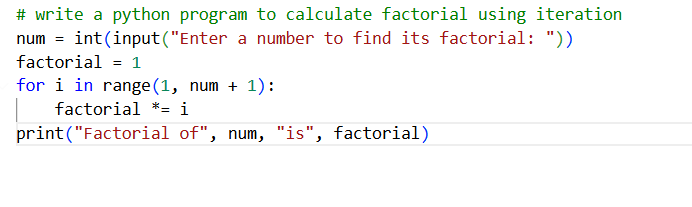 # write a python program to calculate factorial using iteration
num = int(input("Enter a number to find its factorial: "))
factorial = 1
for i in range(1, num + 1):
    factorial *= i
print("Factorial of", num, "is", factorial)